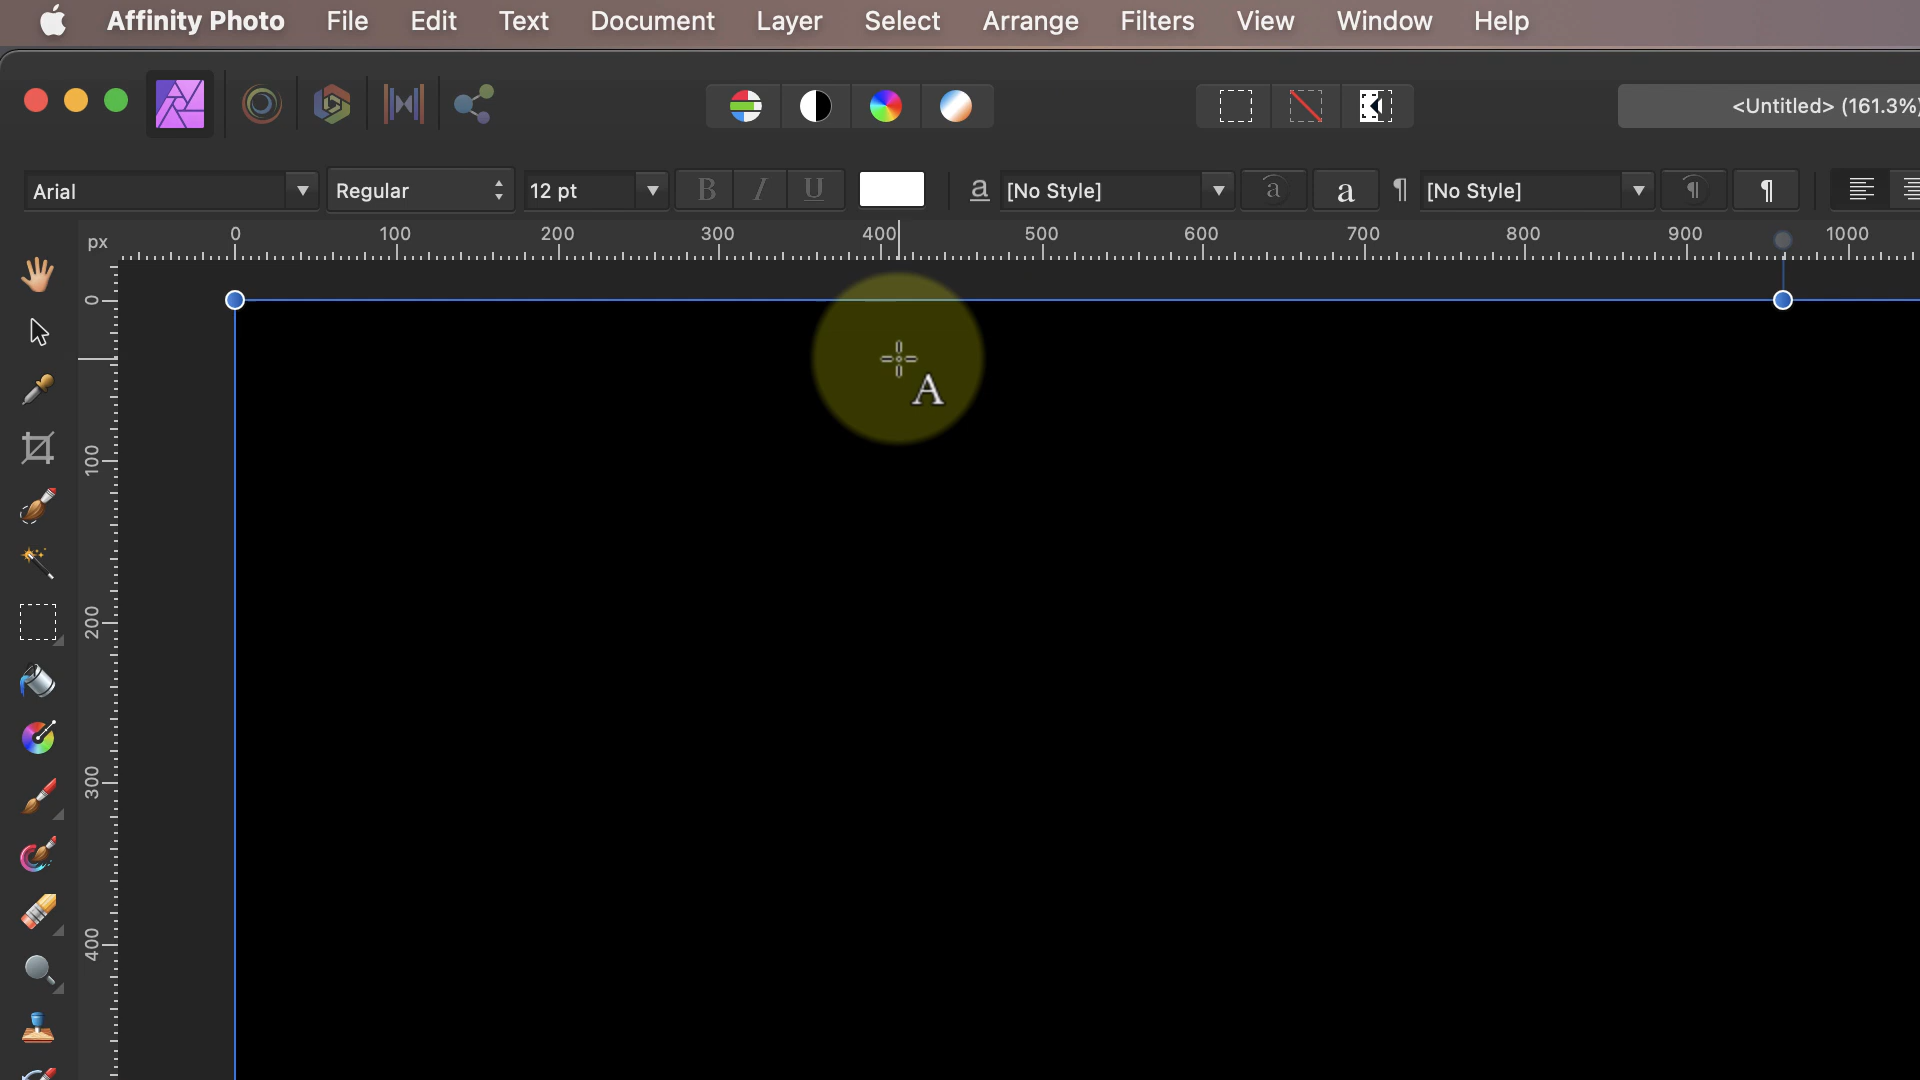 Affinity Photo File Edit Text Document Layer Select Arrange Filters View Window Help
<Untitled> (161.3%)
Arial Regular 12 pt B I U a [No Style] a a ¶ [No Style] ¶ ¶
px 0 100 200 300 400 500 600 700 800 900 1000
0
A
100
200
300
400